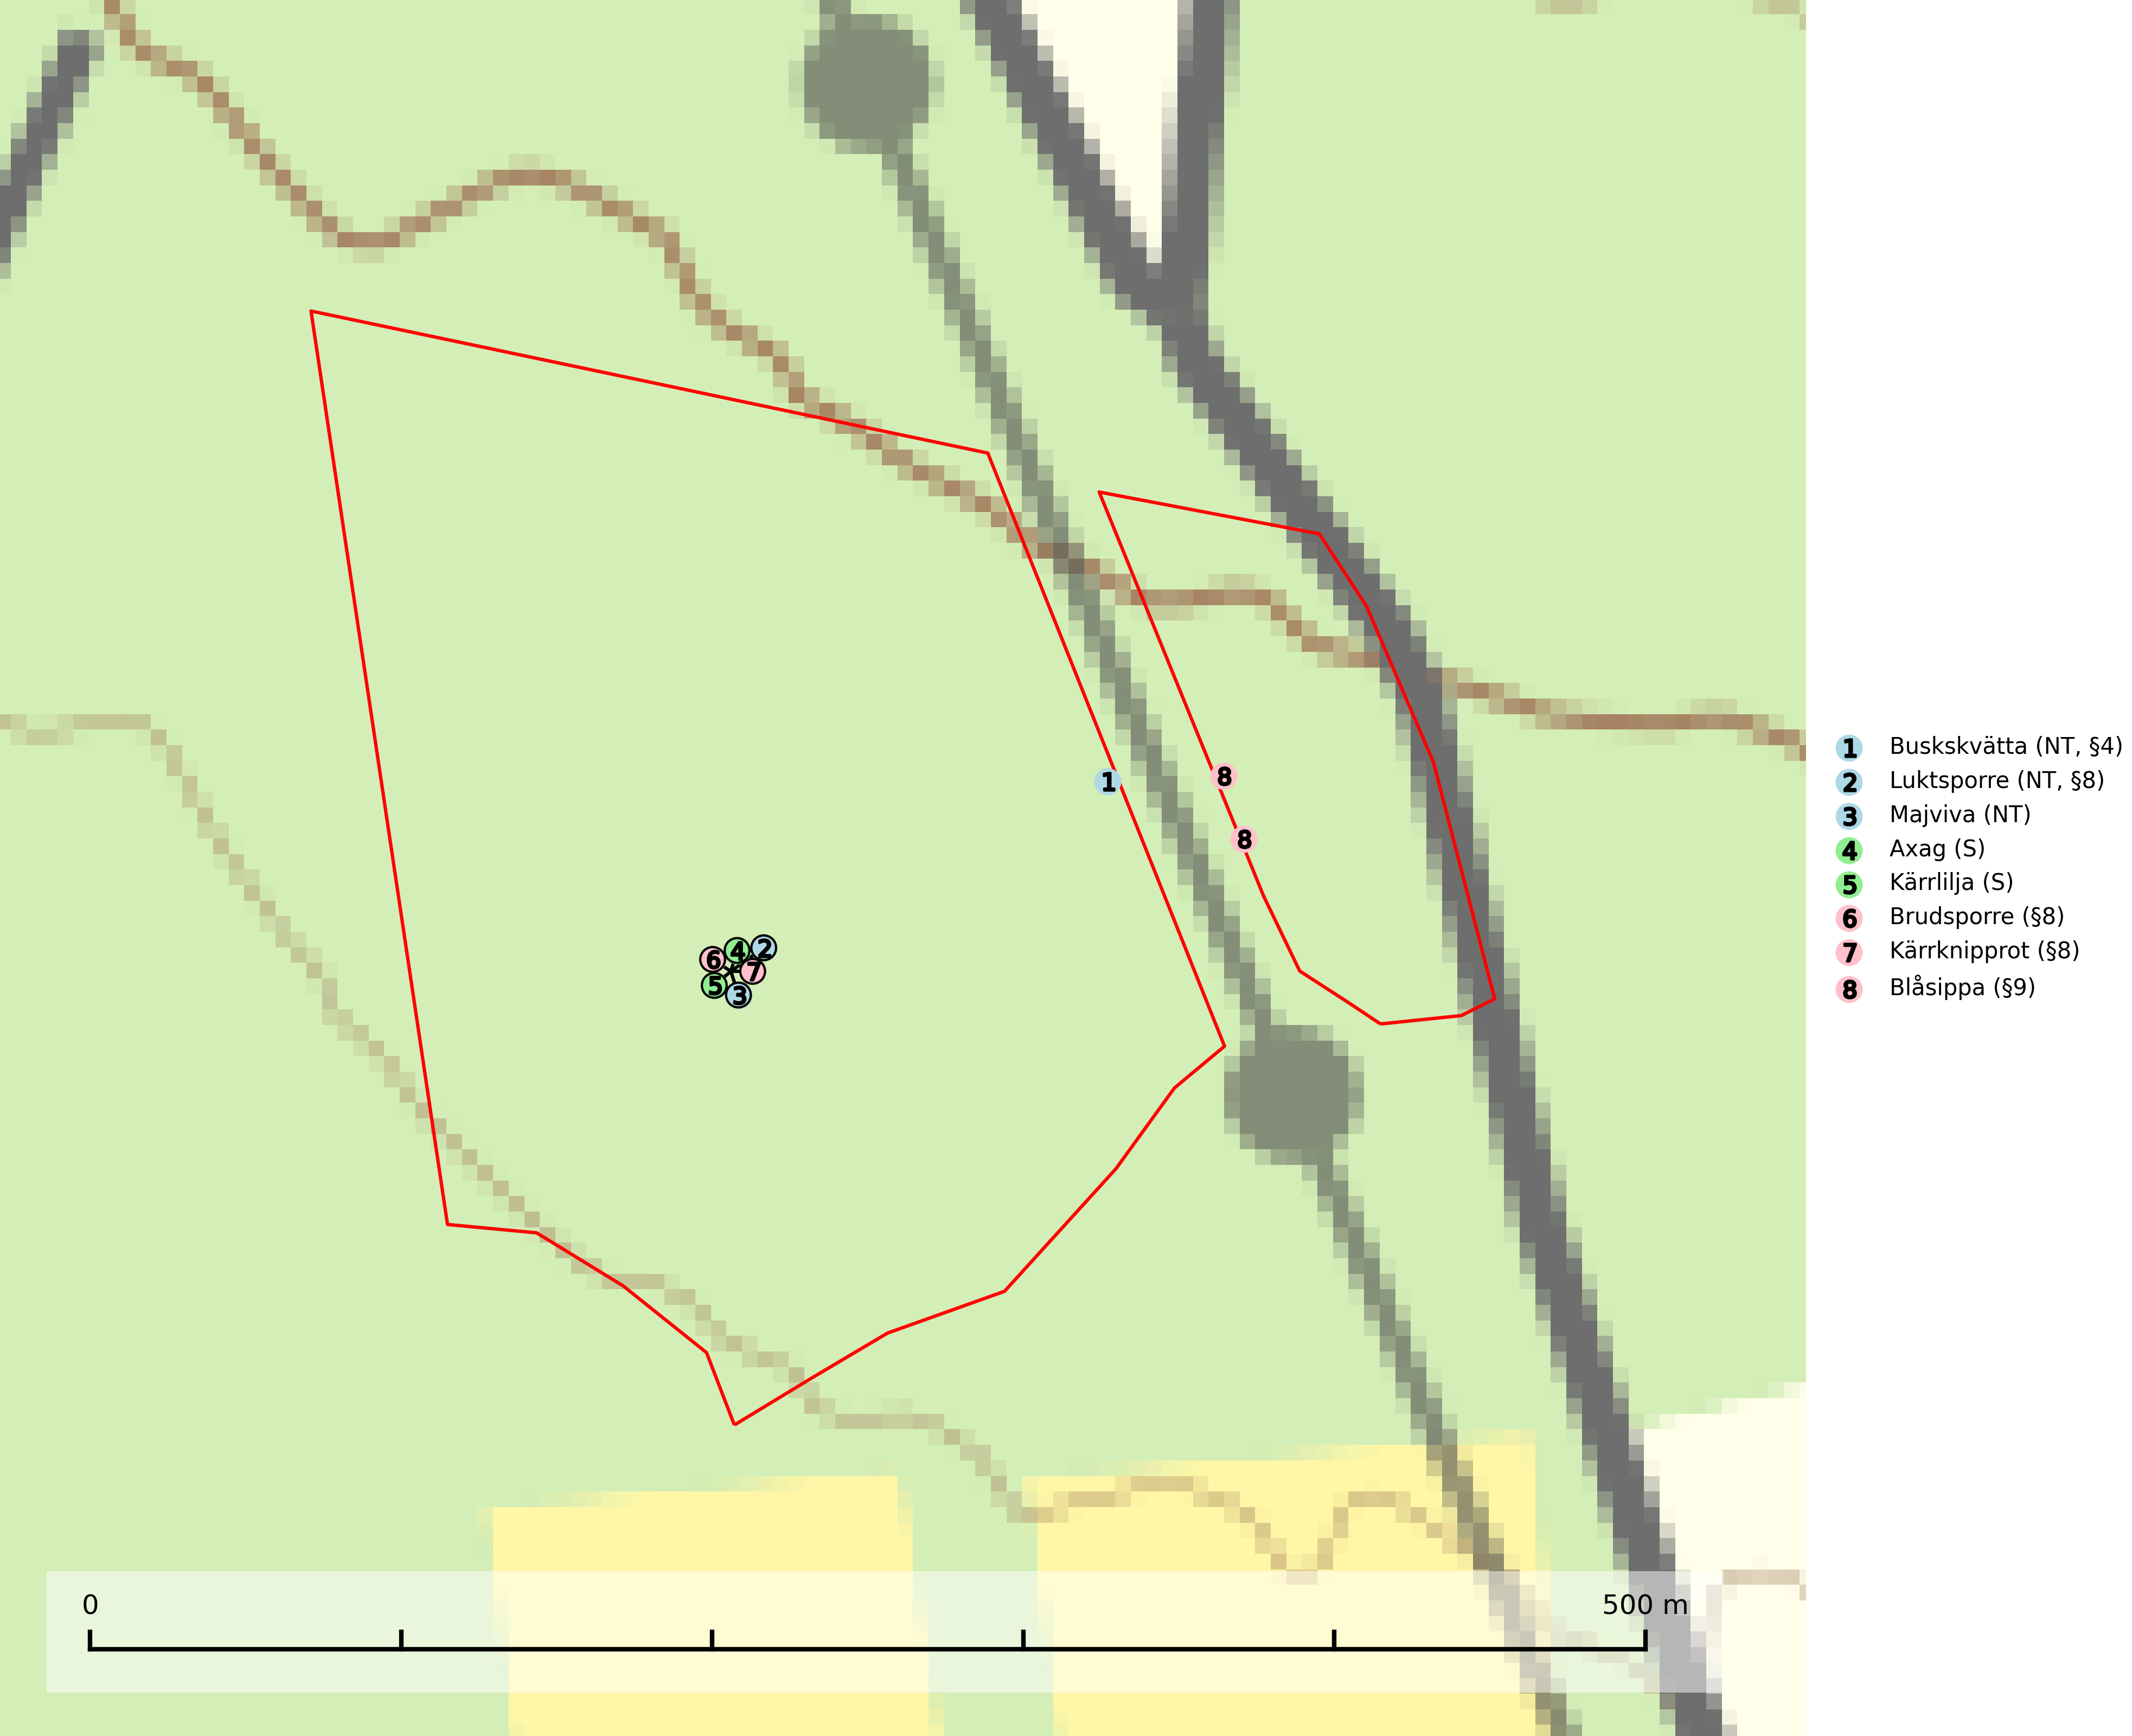 1
8
8
6
4
2
7
5
3
1 Buskskvätta (NT, §4)
2 Luktsporre (NT, §8)
3 Majviva (NT)
4 Axag (S)
5 Kärrlilja (S)
6 Brudsporre (§8)
7 Kärrknipprot (§8)
8 Blåsippa (§9)
0 500 m